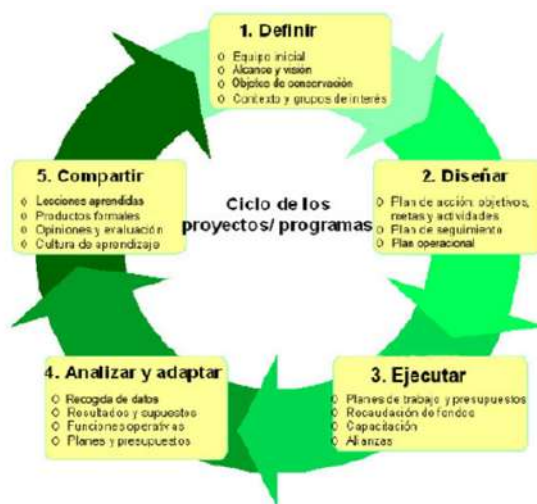 1. Definir
◊ Equipo inicial
◊ Alcance y visión
◊ Objetos de conservación
◊ Contexto y grupos de interés
2. Diseñar
◊ Plan de acción: objetivos,
metas y actividades
◊ Plan de seguimiento
◊ Plan operacional
3. Ejecutar
◊ Planes de trabajo y presupuestos
◊ Recaudación de fondos
◊ Capacitación
◊ Alianzas
4. Analizar y adaptar
◊ Recogida de datos
◊ Resultados y supuestos
◊ Funciones operativas
◊ Planes y presupuestos
5. Compartir
◊ Lecciones aprendidas
◊ Productos formales
◊ Opiniones y evaluación
◊ Cultura de aprendizaje
Ciclo de los
proyectos/ programas